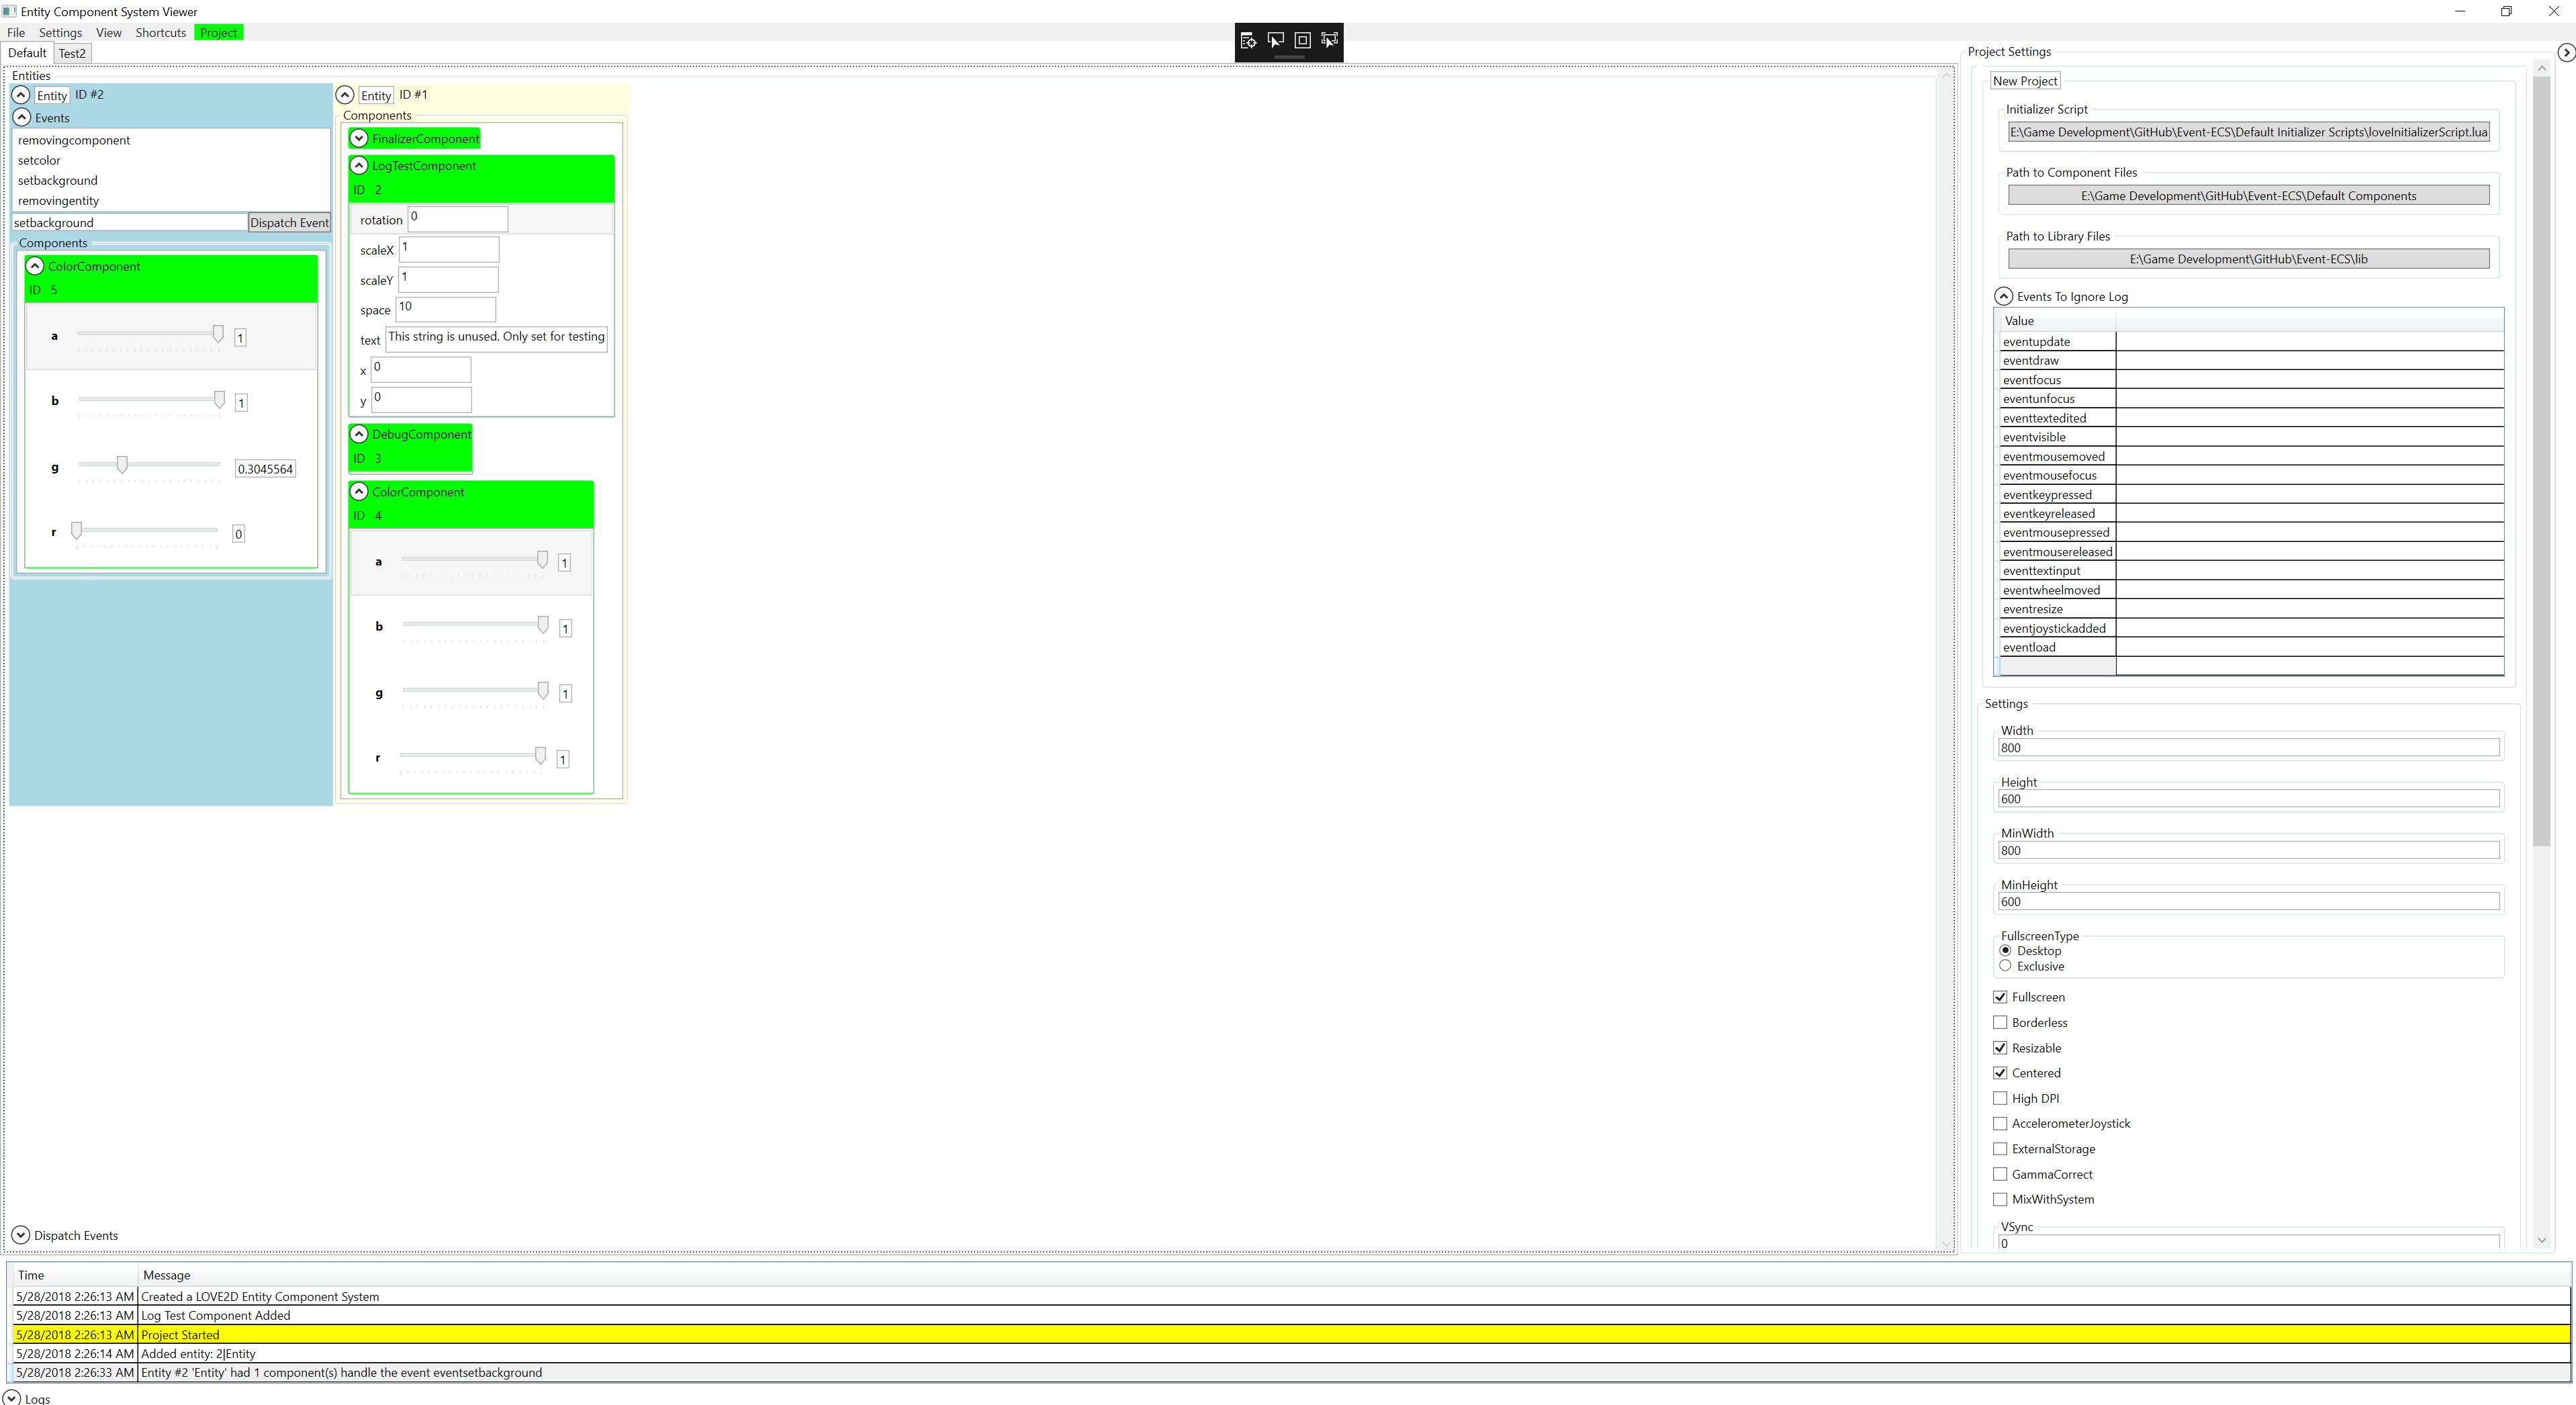 Entity Component System Viewer
File Settings View Shortcuts Project
Default Test2
Entities
Entity ID #2
Events
removingcomponent
setcolor
setbackground
removingentity
setbackground Dispatch Event
Components
ColorComponent
ID 5
a 1
b 1
g 0.3045564
r 0
Entity ID #1
Components
FinalizerComponent
LogTestComponent
ID 2
rotation 0
scaleX 1
scaleY 1
space 10
text This string is unused. Only set for testing
x 0
y 0
DebugComponent
ID 3
ColorComponent
ID 4
a 1
b 1
g 1
r 1
Dispatch Events
Project Settings
New Project
Initializer Script
E:\Game Development\GitHub\Event-ECS\Default Initializer Scripts\loveInitializerScript.lua
Path to Component Files
E:\Game Development\GitHub\Event-ECS\Default Components
Path to Library Files
E:\Game Development\GitHub\Event-ECS\lib
Events To Ignore Log
Value
eventupdate
eventdraw
eventfocus
eventunfocus
eventtextedited
eventvisible
eventmousemoved
eventmousefocus
eventkeypressed
eventkeyreleased
eventmousepressed
eventmousereleased
eventtextinput
eventwheelmoved
eventresize
eventjoystickadded
eventload
Settings
Width
800
Height
600
MinWidth
800
MinHeight
600
FullscreenType
Desktop
Exclusive
Fullscreen
Borderless
Resizable
Centered
High DPI
AccelerometerJoystick
ExternalStorage
GammaCorrect
MixWithSystem
VSync
0
Time Message
5/28/2018 2:26:13 AM Created a LOVE2D Entity Component System
5/28/2018 2:26:13 AM Log Test Component Added
5/28/2018 2:26:13 AM Project Started
5/28/2018 2:26:14 AM Added entity: 2|Entity
5/28/2018 2:26:33 AM Entity #2 'Entity' had 1 component(s) handle the event eventsetbackground
Logs